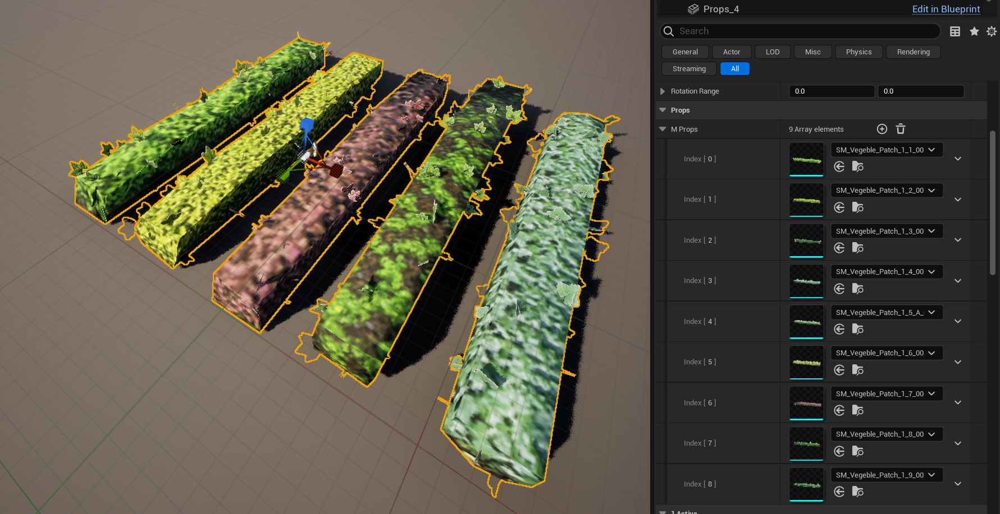 Props_4
Edit in Blueprint
Search
General
Actor
LOD
Misc
Physics
Rendering
Streaming
All
Rotation Range
0.0
0.0
Props
M Props
9 Array elements
Index [ 0 ]
SM_Vegeble_Patch_1_1_00
Index [ 1 ]
SM_Vegeble_Patch_1_2_00
Index [ 2 ]
SM_Vegeble_Patch_1_3_00
Index [ 3 ]
SM_Vegeble_Patch_1_4_00
Index [ 4 ]
SM_Vegeble_Patch_1_5_A_
Index [ 5 ]
SM_Vegeble_Patch_1_6_00
Index [ 6 ]
SM_Vegeble_Patch_1_7_00
Index [ 7 ]
SM_Vegeble_Patch_1_8_00
Index [ 8 ]
SM_Vegeble_Patch_1_9_00
1 Active